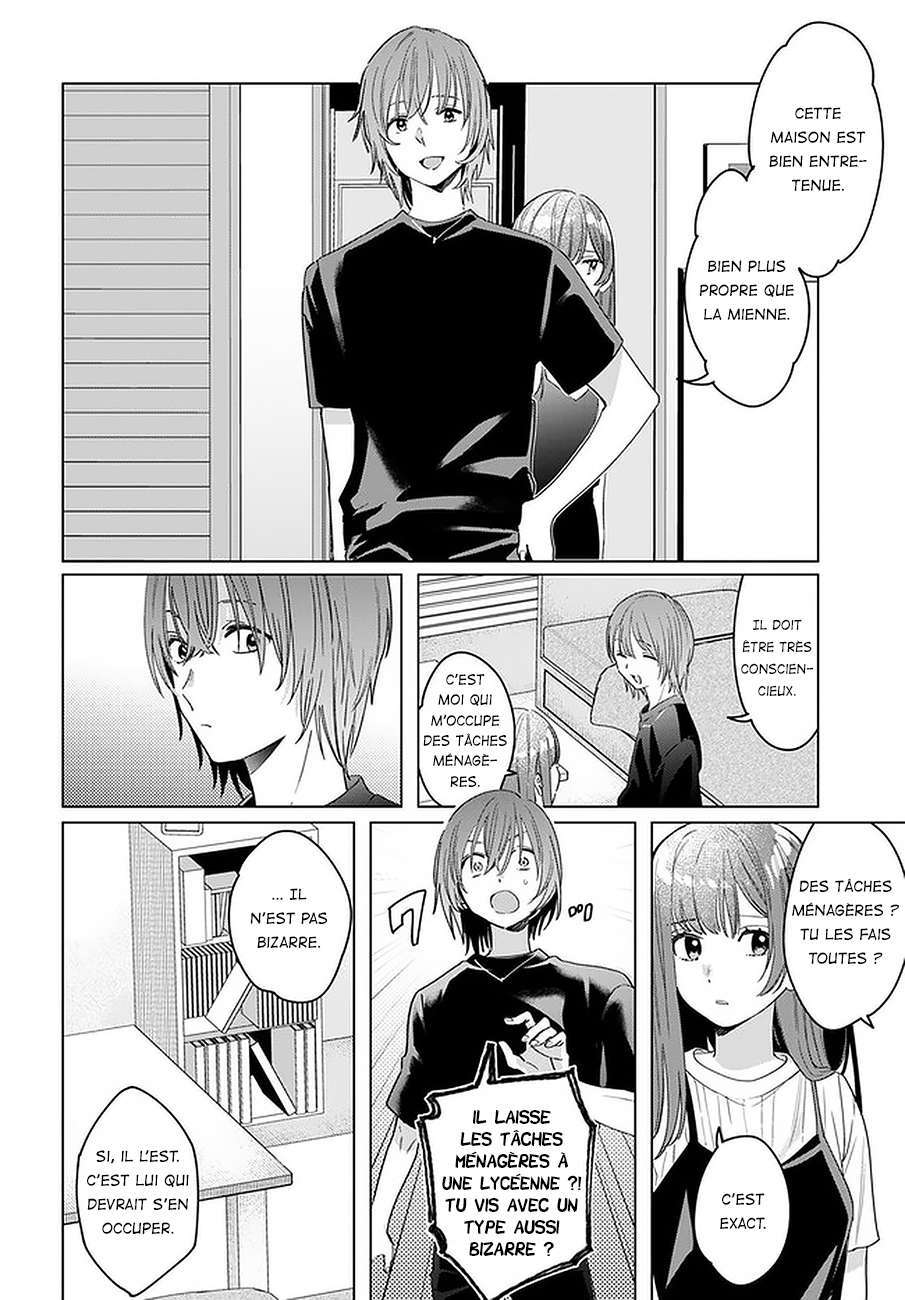 CETTE
MAISON EST
BIEN ENTRE-
TENUE.
BIEN PLUS
PROPRE QUE
LA MIENNE.
IL DOIT
ÊTRE TRÈS
CONSCIEN-
CIEUX.
C'EST
MOI QUI
M'OCCUPE
DES TÂCHES
MÉNAGÈ-
RES.
DES TÂCHES
MÉNAGÈRES ?
TU LES FAIS
TOUTES ?
C'EST
EXACT.
IL LAISSE
LES TÂCHES
MÉNAGÈRES À
UNE LYCÉENNE ?!
TU VIS AVEC UN
TYPE AUSSI
BIZARRE ?
... IL
N'EST PAS
BIZARRE.
SI, IL L'EST.
C'EST LUI QUI
DEVRAIT S'EN
OCCUPER.